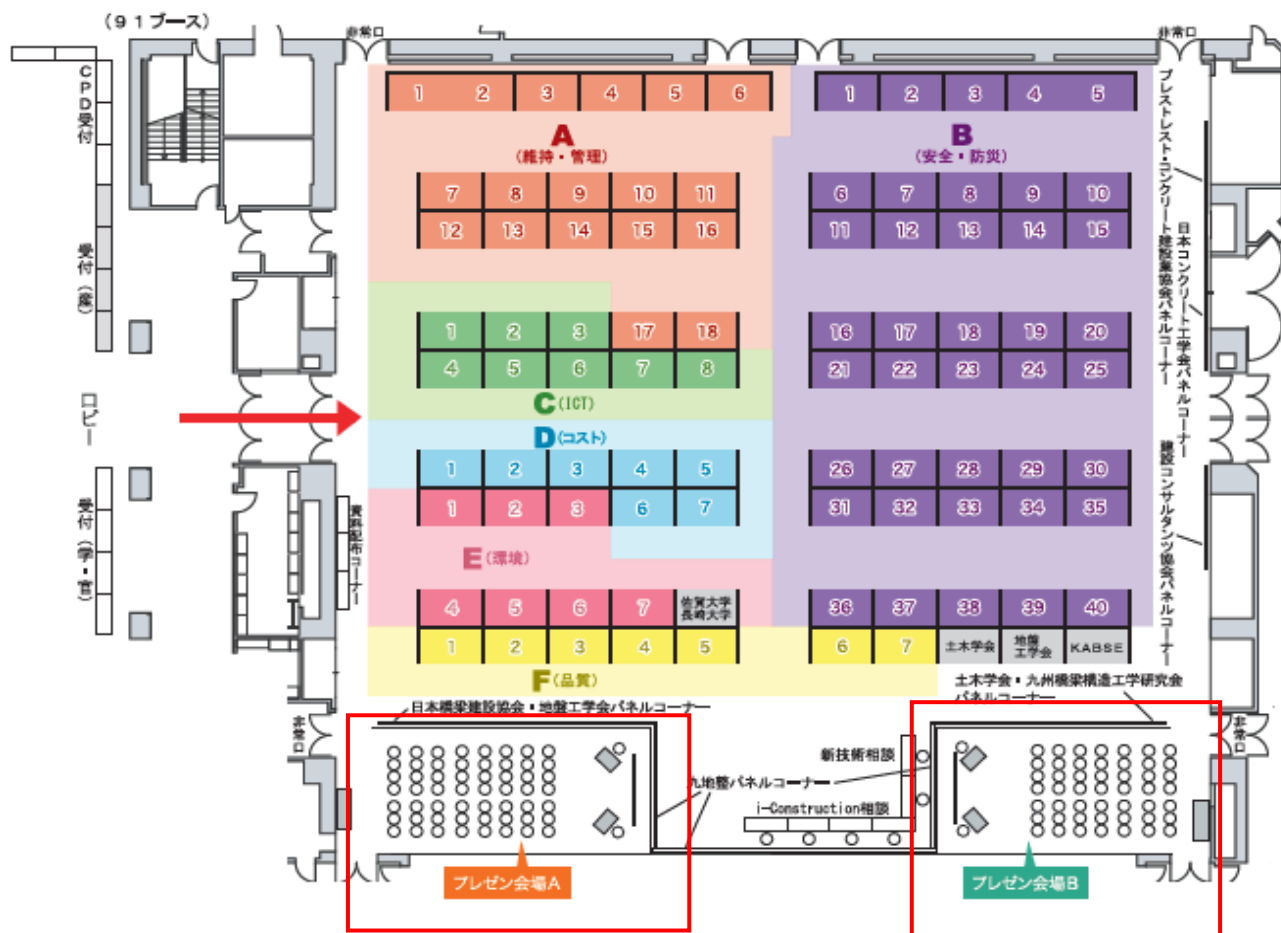 (91ブース)
非常口
非常口
非常口
CPD受付
受付(産)
ロビー
受付(学・官)
資料配布コーナー
1 2 3 4 5 6
A
(維持・管理)
7 8 9 10 11
12 13 14 15 16
17 18
1 2 3 4 5
B
(安全・防災)
6 7 8 9 10
11 12 13 14 15
16 17 18 19 20
21 22 23 24 25
26 27 28 29 30
31 32 33 34 35
36 37 38 39 40
1 2 3
4 5 6 7 8
C(ICT)
D(コスト)
1 2 3 4 5
6 7
1 2 3
E(環境)
4 5 6 7
佐賀大学
長崎大学
1 2 3 4 5
6 7
土木学会
地盤
工学会
KABSE
F(品質)
プレストレスト・コンクリート建設業協会パネルコーナー
日本コンクリート工学会パネルコーナー
建設コンサルタンツ協会パネルコーナー
土木学会・九州橋梁構造工学研究会
パネルコーナー
日本橋梁建設協会・地盤工学会パネルコーナー
非常口
非常口
新技術相談
九地整パネルコーナー
i-Construction相談
プレゼン会場A
プレゼン会場B